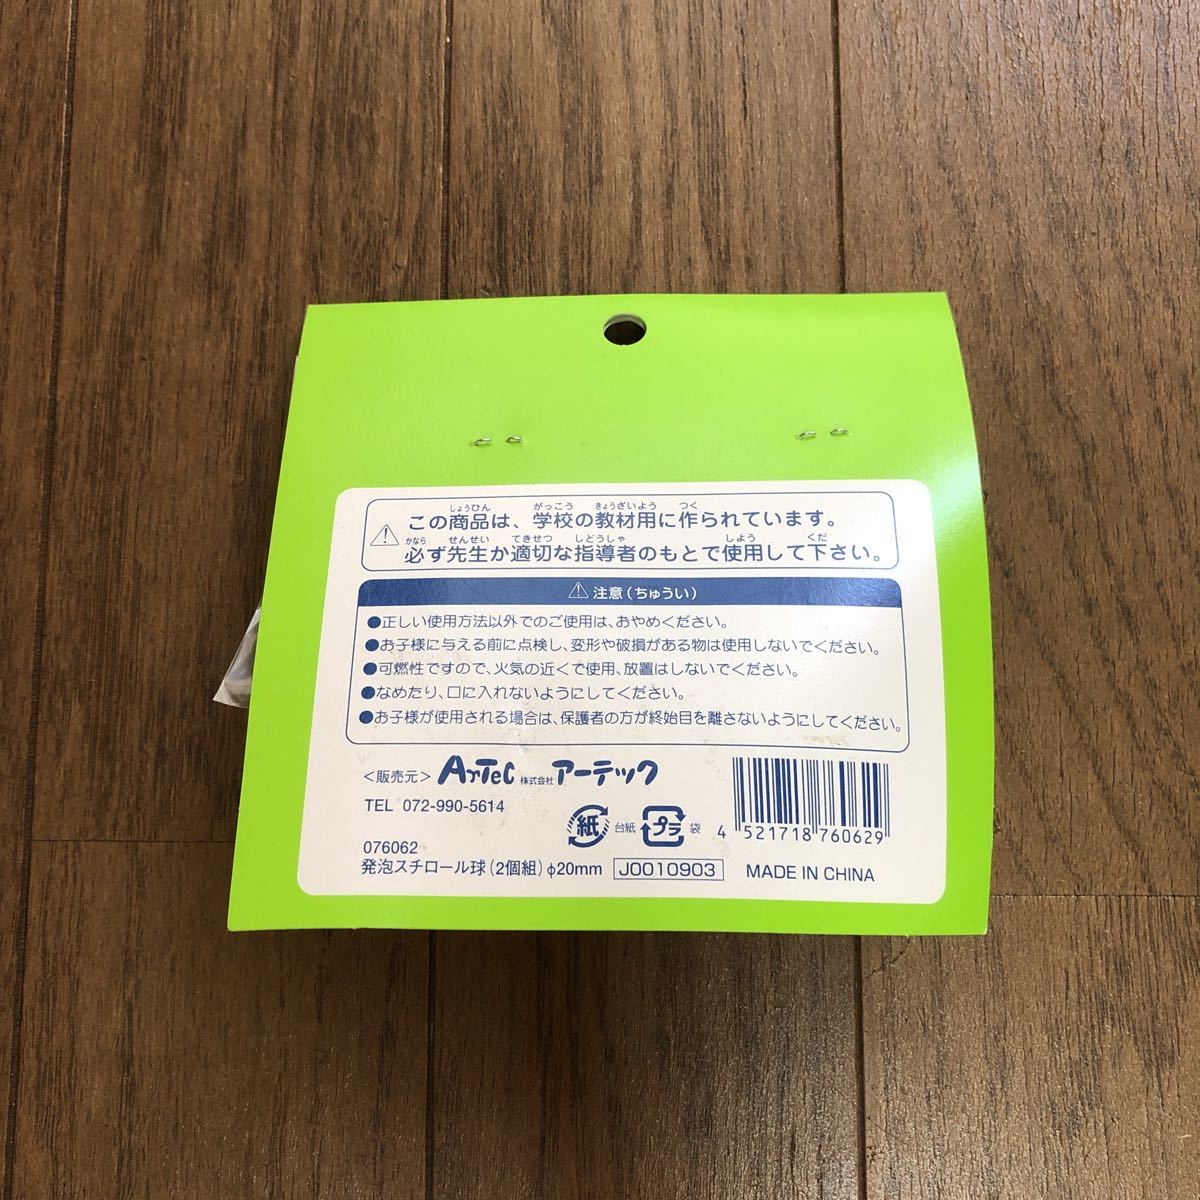 しょうひん がっこう きょうざいよう つく
この商品は、学校の教材用に作られています。
かなら せんせい てきせつ しどうしゃ しよう くだ
必ず先生か適切な指導者のもとで使用して下さい。
注意(ちゅうい)
●正しい使用方法以外でのご使用は、おやめください。
●お子様に与える前に点検し、変形や破損がある物は使用しないでください。
●可燃性ですので、火気の近くで使用、放置はしないでください。
●なめたり、口に入れないようにしてください。
●お子様が使用される場合は、保護者の方が終始目を離さないようにしてください。
<販売元> ArTeC 株式会社 アーテック
TEL 072-990-5614
紙 台紙 プラ 袋
4 521718 760629
076062
発泡スチロール球(2個組)φ20mm J0010903 MADE IN CHINA